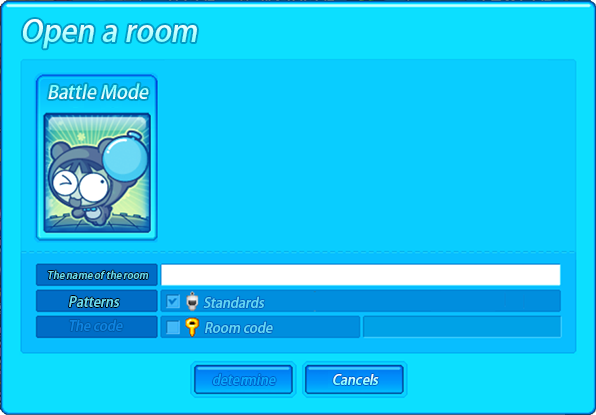 Open a room
Battle Mode
The name of the room
Patterns
Standards
The code
Room code
determine
Cancels